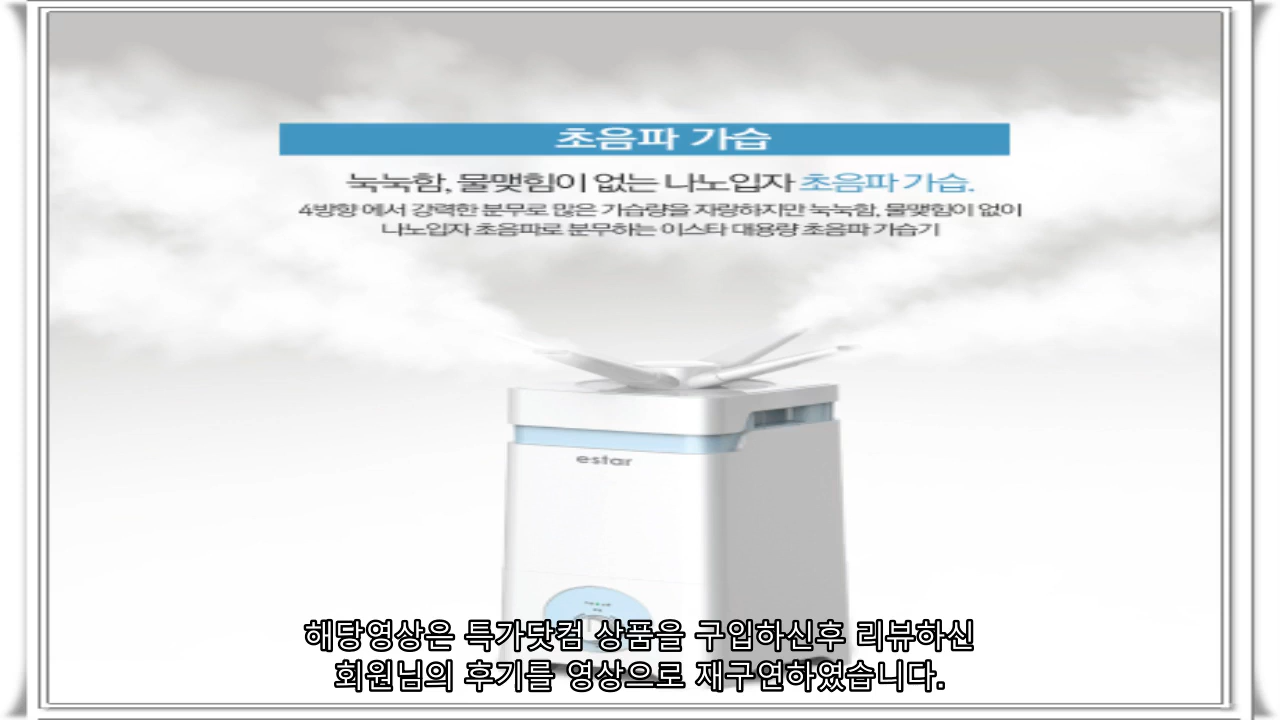 초음파 가습
눅눅함, 물맺힘이 없는 나노입자 초음파 가습.
4방향 에서 강력한 분무로 많은 가습량을 자랑하지만 눅눅함, 물맺힘이 없이
나노입자 초음파로 분무하는 이스타 대용량 초음파 가습기
estar
해당영상은 특가닷컴 상품을 구입하신후 리뷰하신
회원님의 후기를 영상으로 재구연하였습니다.